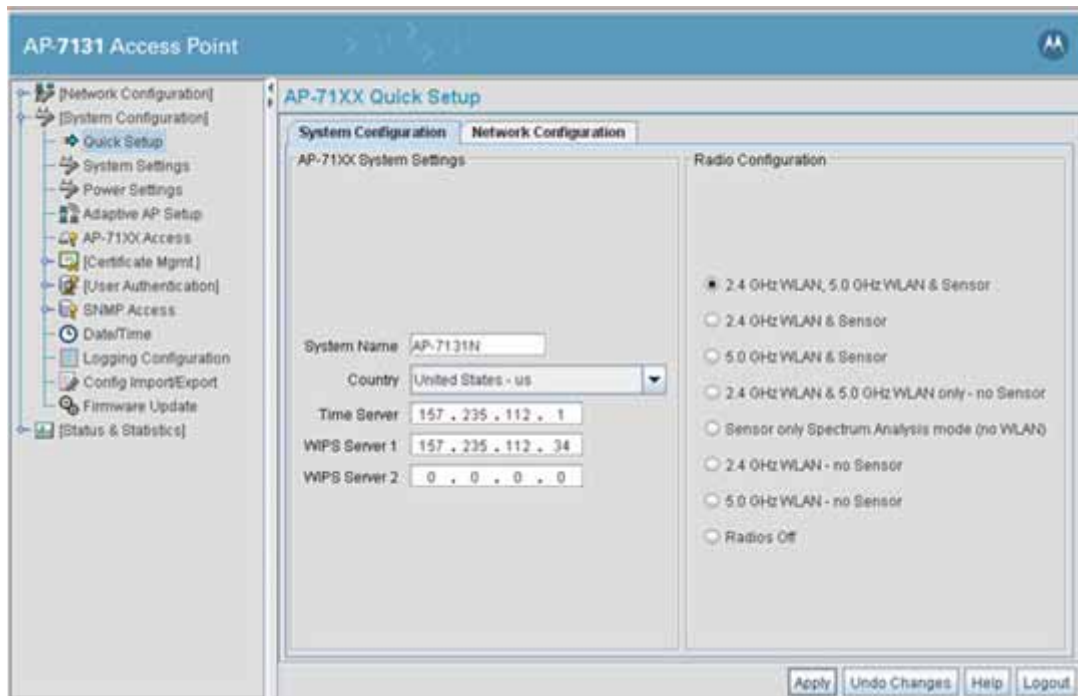 AP-7131 Access Point
[Network Configuration]
[System Configuration]
Quick Setup
System Settings
Power Settings
Adaptive AP Setup
AP-71XX Access
[Certificate Mgmt]
[User Authentication]
SNMP Access
Date/Time
Logging Configuration
Config Import/Export
Firmware Update
[Status & Statistics]
AP-71XX Quick Setup
System Configuration
Network Configuration
AP-71XX System Settings
System Name AP-7131N
Country United States - us
Time Server 157 . 235 . 112 . 1
WIPS Server 1 157 . 235 . 112 . 34
WIPS Server 2 0 . 0 . 0 . 0
Radio Configuration
2.4 GHz WLAN, 5.0 GHz WLAN & Sensor
2.4 GHz WLAN & Sensor
5.0 GHz WLAN & Sensor
2.4 GHz WLAN & 5.0 GHz WLAN only - no Sensor
Sensor only Spectrum Analysis mode (no WLAN)
2.4 GHz WLAN - no Sensor
5.0 GHz WLAN - no Sensor
Radios Off
Apply
Undo Changes
Help
Logout